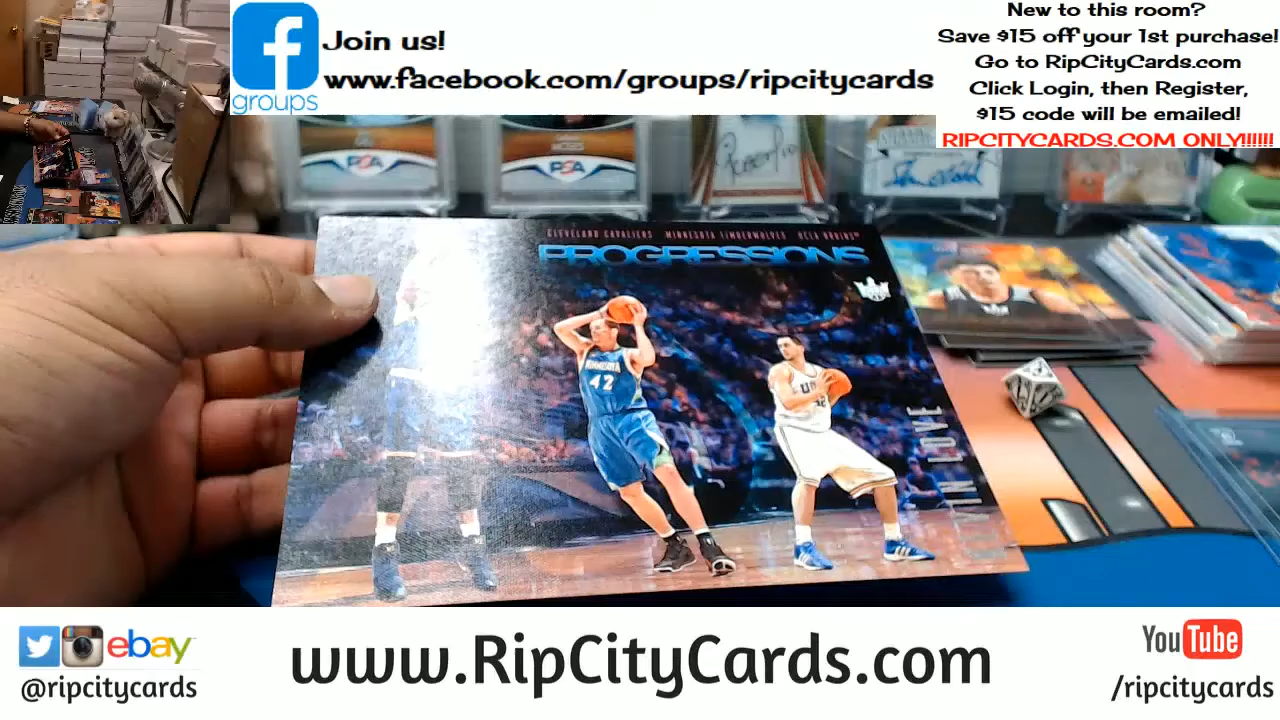 Join us!
www.facebook.com/groups/ripcitycards
groups
New to this room?
Save $15 off your 1st purchase!
Go to RipCityCards.com
Click Login, then Register,
$15 code will be emailed!
RIPCITYCARDS.COM ONLY!!!!!!
PSA
PSA
CLEVELAND CAVALIERS MINNESOTA TIMBERWOLVES UCLA BRUINS
PROGRESSIONS
42
ebay
@ripcitycards
www.RipCityCards.com
YouTube
/ripcitycards